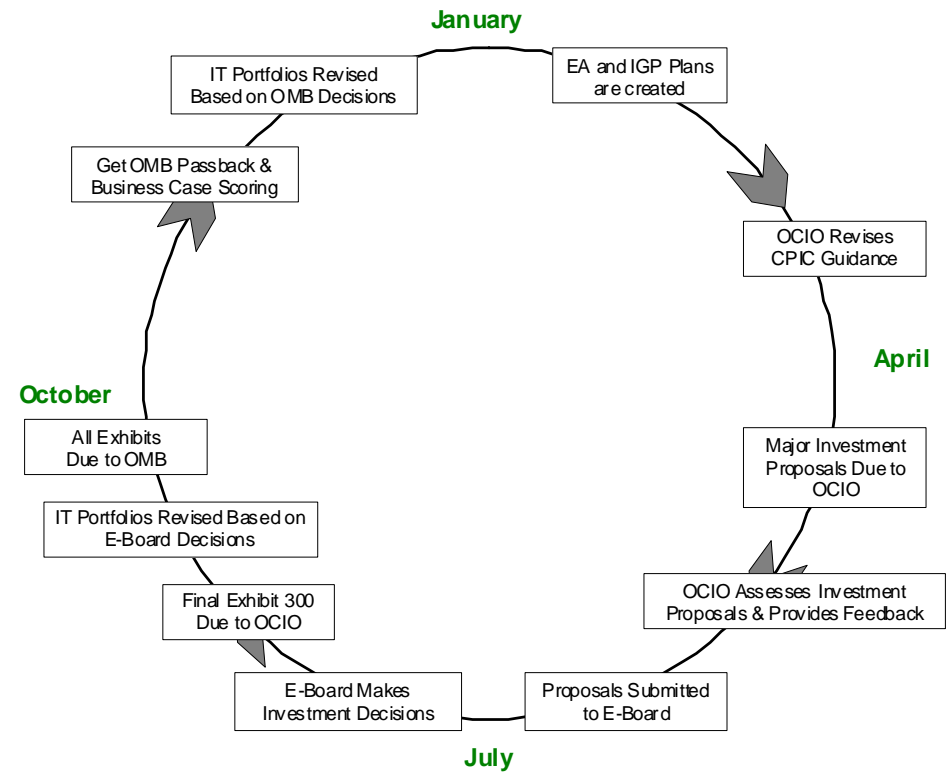 January
IT Portfolios Revised
Based on OMB Decisions
EA and IGP Plans
are created
Get OMB Passback &
Business Case Scoring
OCIO Revises
CPIC Guidance
April
October
All Exhibits
Due to OMB
Major Investment
Proposals Due to
OCIO
IT Portfolios Revised Based on
E-Board Decisions
Final Exhibit 300
Due to OCIO
OCIO Assesses Investment
Proposals & Provides Feedback
E-Board Makes
Investment Decisions
Proposals Submitted
to E-Board
July